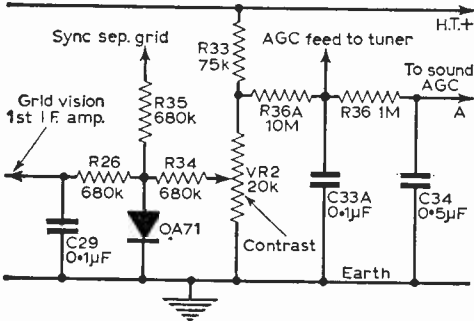 H.T.+
Sync sep. grid
R33
75k
AGC feed to tuner
To sound
AGC
A
Grid vision
1st I.F. amp.
R35
680k
R36A
10M
R36 1M
R26
680k
R34
680k
VR2
20k
C29
0·1μF
OA71
Contrast
C33A
0·1μF
C34
0·5μF
Earth